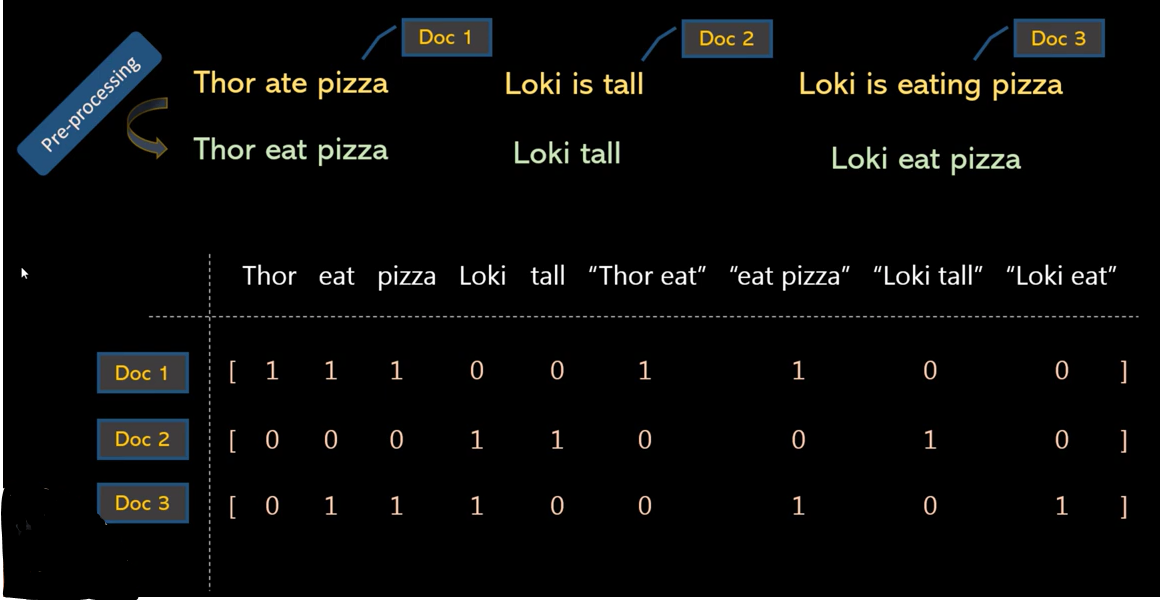 Doc 1 Doc 2 Doc 3
Pre-processing
Thor ate pizza Loki is tall Loki is eating pizza
Thor eat pizza Loki tall Loki eat pizza
Thor eat pizza Loki tall “Thor eat” “eat pizza” “Loki tall” “Loki eat”
Doc 1 [ 1 1 1 0 0 1 1 0 0 ]
Doc 2 [ 0 0 0 1 1 0 0 1 0 ]
Doc 3 [ 0 1 1 1 0 0 1 0 1 ]